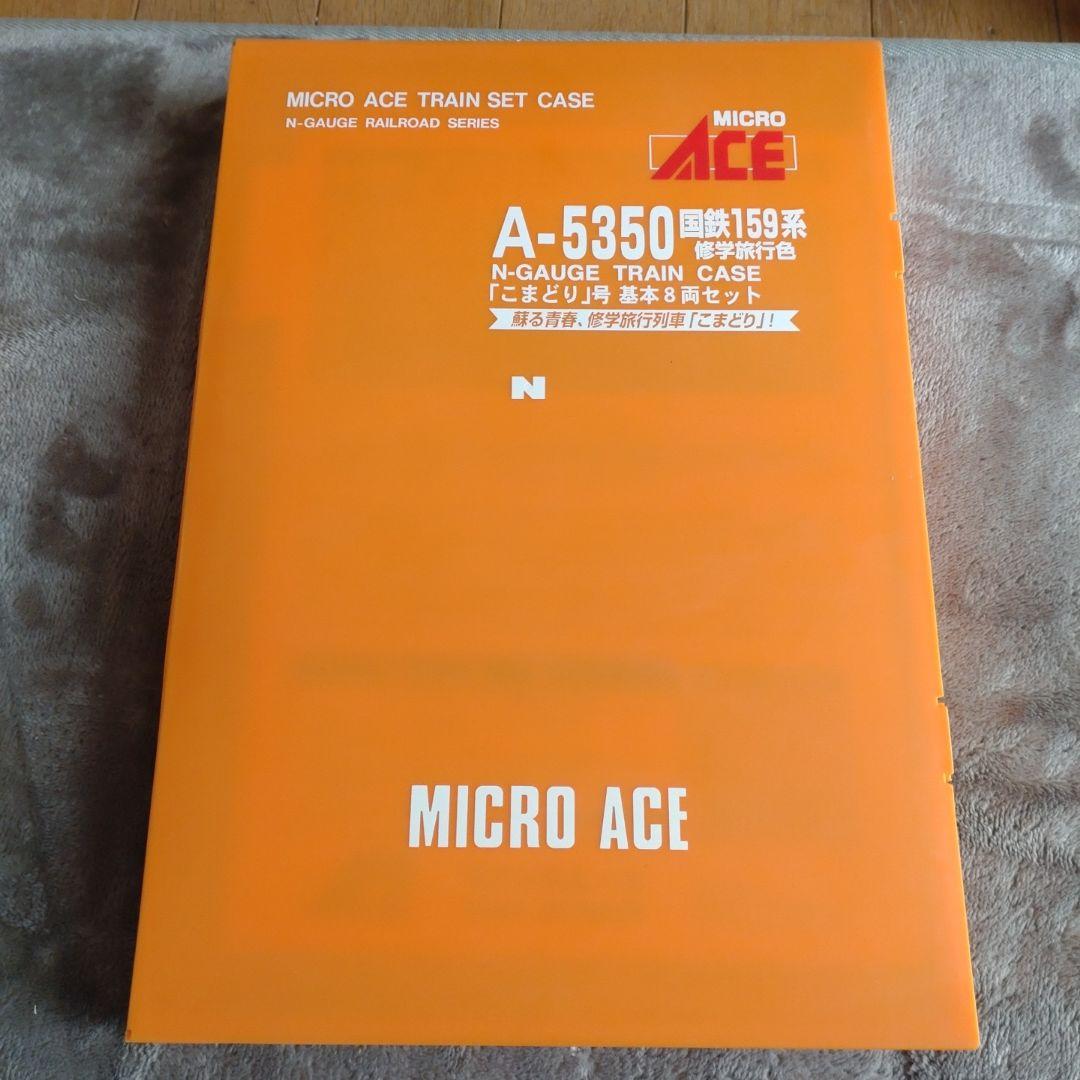 MICRO ACE TRAIN SET CASE
N-GAUGE RAILROAD SERIES
MICRO
ACE
A-5350 国鉄159系
修学旅行色
N-GAUGE TRAIN CASE
「こまどり」号 基本8両セット
蘇る青春、修学旅行列車「こまどり」!
N
MICRO ACE